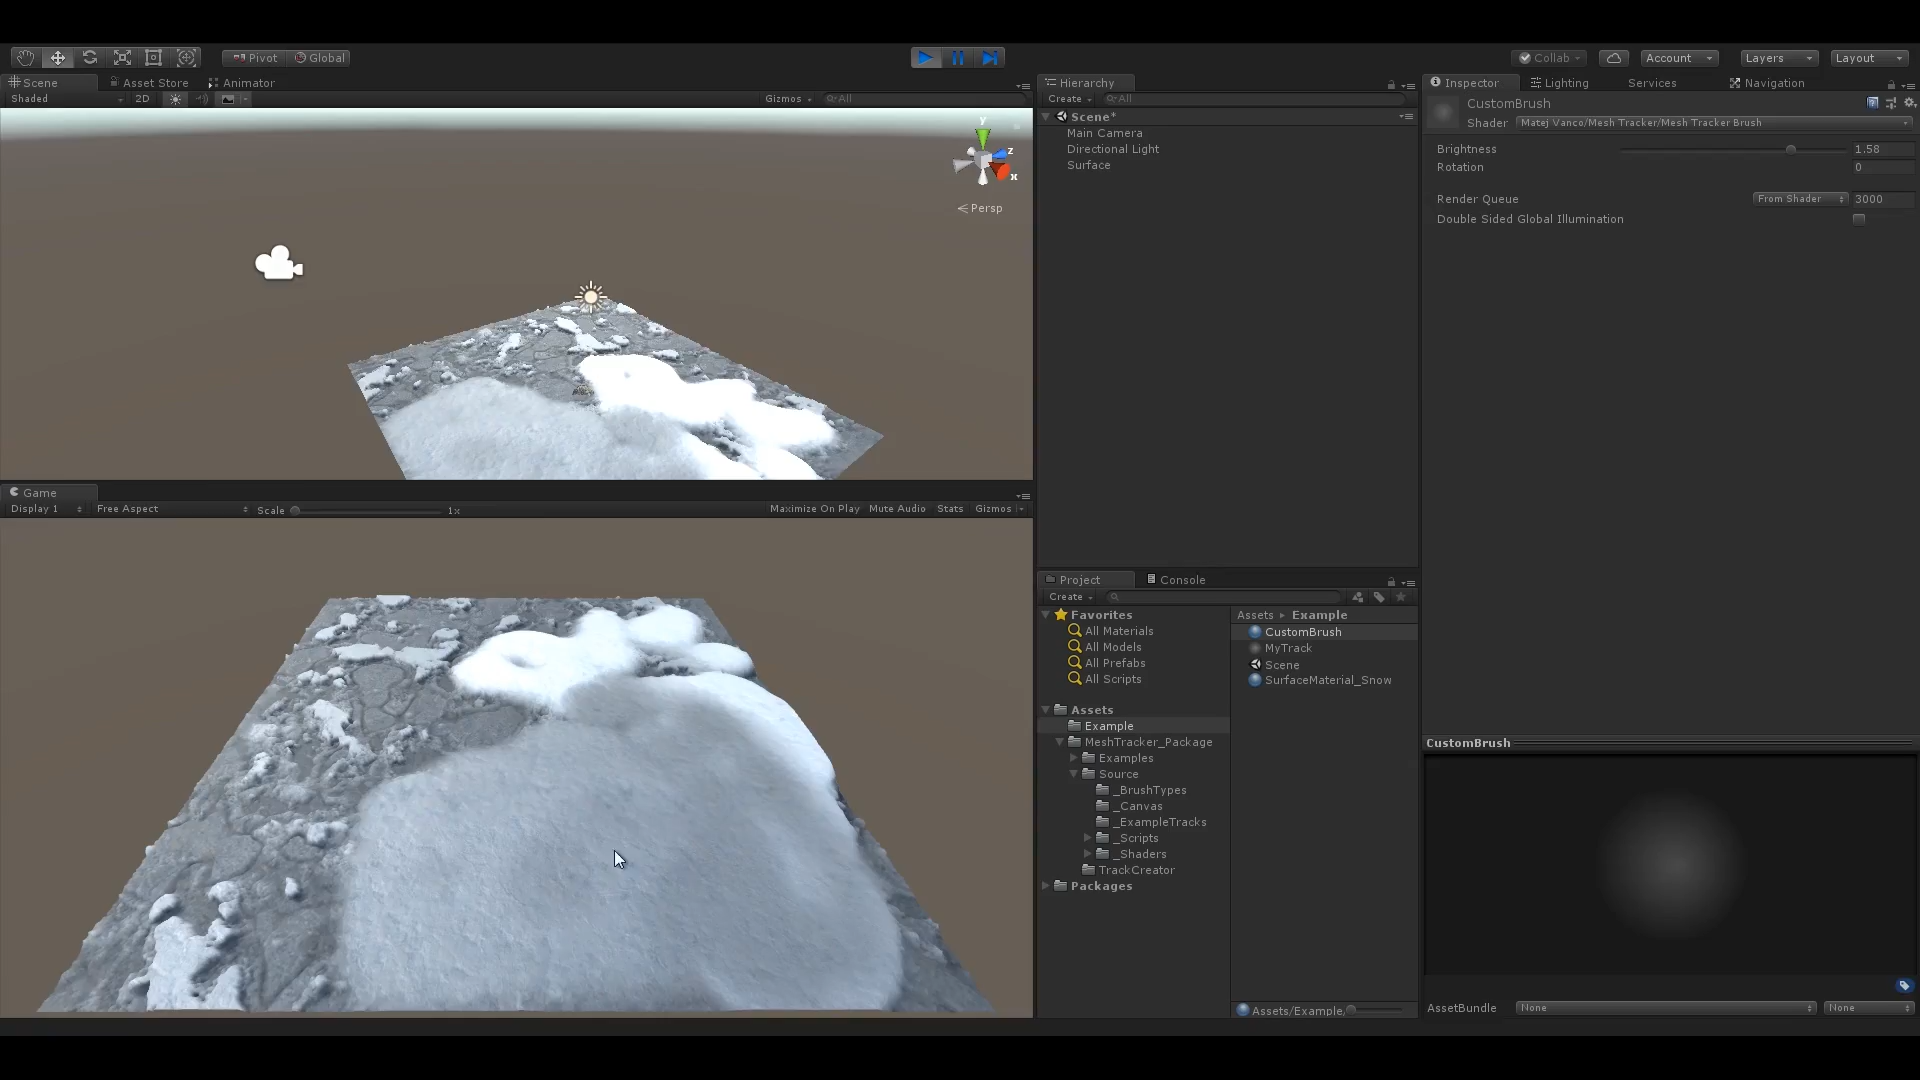 Pivot Global Collab Account Layers Layout
Scene Asset Store Animator
Shaded 2D Gizmos All
y
z
x
Persp
Game
Display 1 Free Aspect Scale 1x Maximize On Play Mute Audio Stats Gizmos
Hierarchy
Create All
Scene*
Main Camera
Directional Light
Surface
Project Console
Create
Favorites
All Materials
All Models
All Prefabs
All Scripts
Assets
Example
MeshTracker_Package
Examples
Source
_BrushTypes
_Canvas
_ExampleTracks
_Scripts
_Shaders
TrackCreator
Packages
Assets ▸ Example
CustomBrush
MyTrack
Scene
SurfaceMaterial_Snow
Assets/Example/
Inspector Lighting Services Navigation
CustomBrush
Shader Matej Vanco/Mesh Tracker/Mesh Tracker Brush
Brightness 1.58
Rotation 0
Render Queue From Shader 3000
Double Sided Global Illumination
CustomBrush
AssetBundle None None